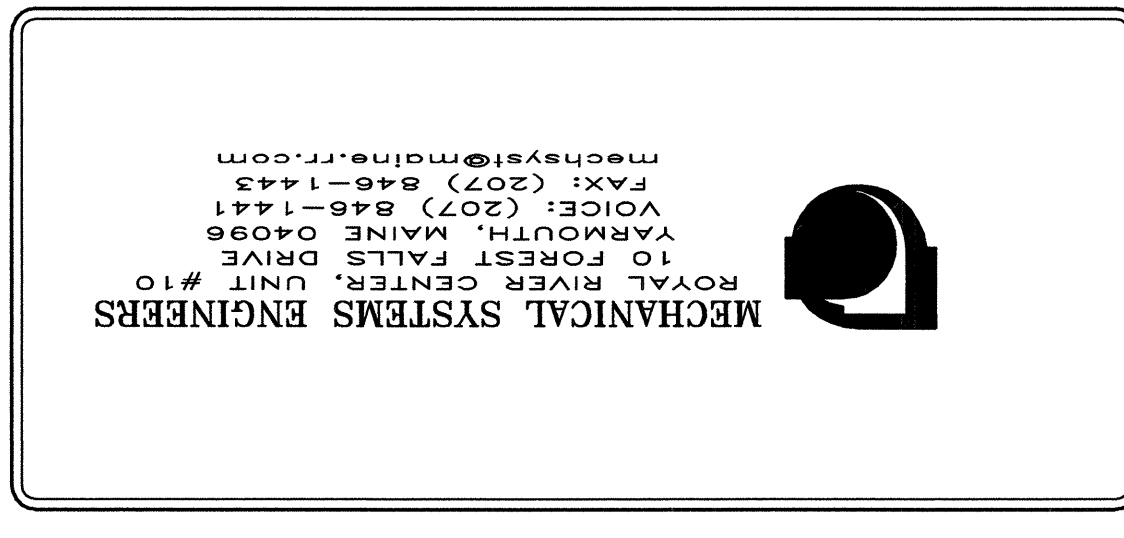 MECHANICAL SYSTEMS ENGINEERS
ROYAL RIVER CENTER, UNIT #10
10 FOREST FALLS DRIVE
YARMOUTH, MAINE 04096
VOICE: (207) 846-1441
FAX: (207) 846-1443
mechsyst@maine.rr.com